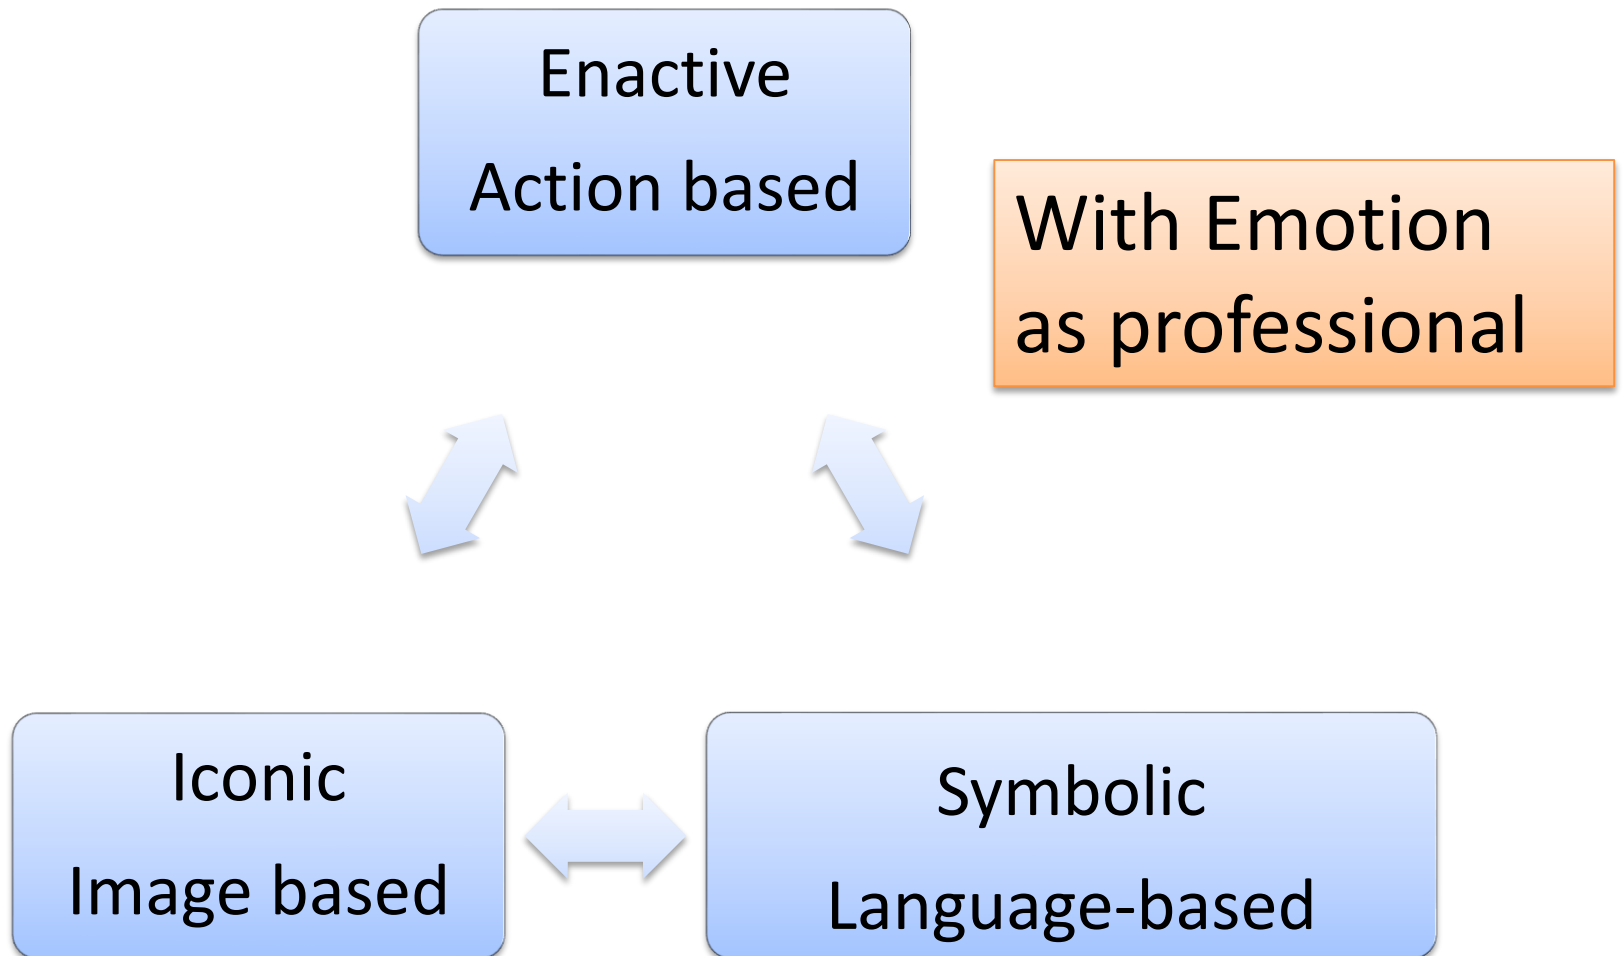 Enactive
Action based
With Emotion
as professional
Iconic
Image based
Symbolic
Language-based